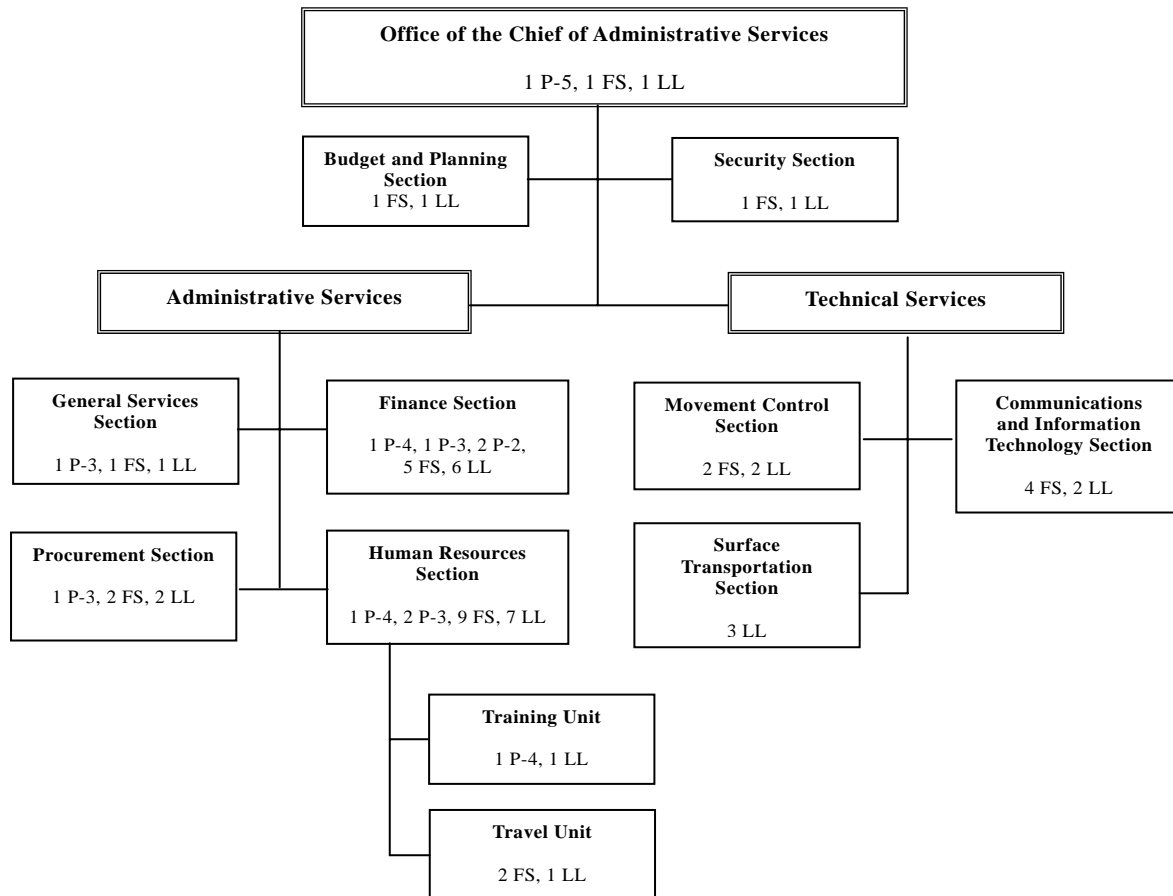 Office of the Chief of Administrative Services
1 P-5, 1 FS, 1 LL
Budget and Planning
Section
1 FS, 1 LL
Security Section
1 FS, 1 LL
Administrative Services
Technical Services
General Services
Section
1 P-3, 1 FS, 1 LL
Finance Section
1 P-4, 1 P-3, 2 P-2,
5 FS, 6 LL
Movement Control
Section
2 FS, 2 LL
Communications
and Information
Technology Section
4 FS, 2 LL
Procurement Section
1 P-3, 2 FS, 2 LL
Human Resources
Section
1 P-4, 2 P-3, 9 FS, 7 LL
Surface
Transportation
Section
3 LL
Training Unit
1 P-4, 1 LL
Travel Unit
2 FS, 1 LL